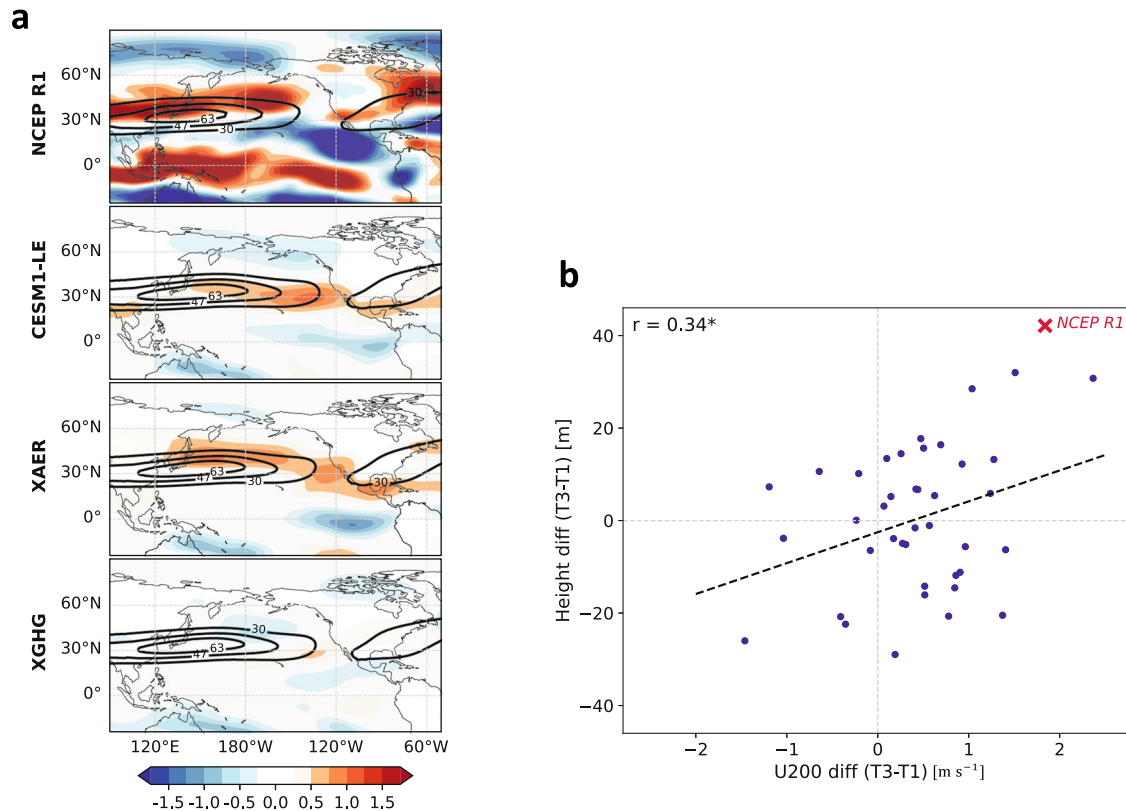 a
NCEP R1
60°N
30°N
0°
30
63
47
30
CESM1-LE
60°N
30°N
0°
63
47
30
XAER
60°N
30°N
0°
63
47
30
30
XGHG
60°N
30°N
0°
30
63
47
120°E 180°W 120°W 60°W
-1.5 -1.0 -0.5 0.0 0.5 1.0 1.5
b
r = 0.34*
NCEP R1
Height diff (T3-T1) [m]
40
20
0
−20
−40
−2 −1 0 1 2
U200 diff (T3-T1) [m s⁻¹]